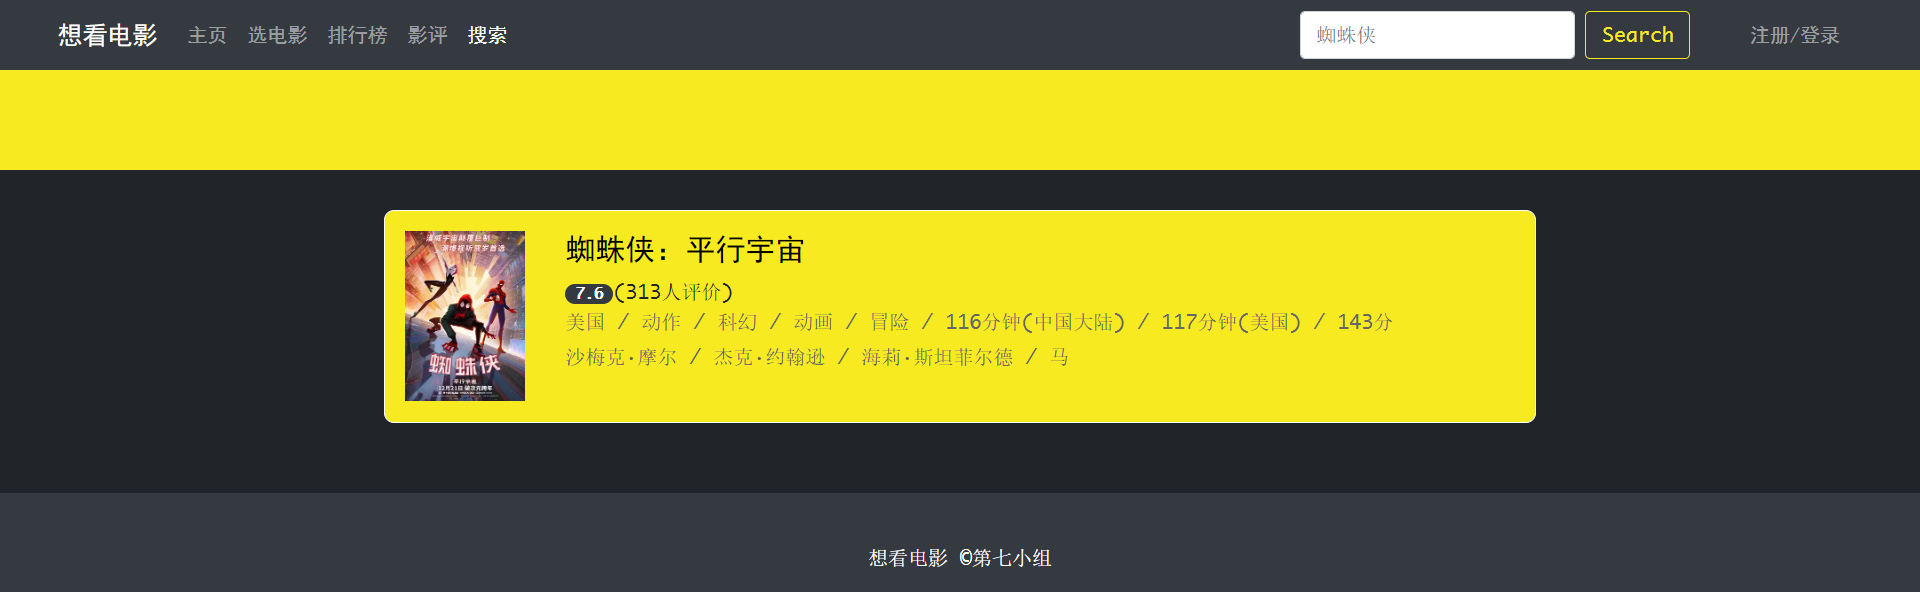 想看电影 主页 选电影 排行榜 影评 搜索 蜘蛛侠 Search 注册/登录
蜘蛛侠：平行宇宙
7.6 (313人评价)
美国 / 动作 / 科幻 / 动画 / 冒险 / 116分钟(中国大陆) / 117分钟(美国) / 143分
沙梅克·摩尔 / 杰克·约翰逊 / 海莉·斯坦菲尔德 / 马
蜘蛛侠
平行宇宙
想看电影 ©第七小组